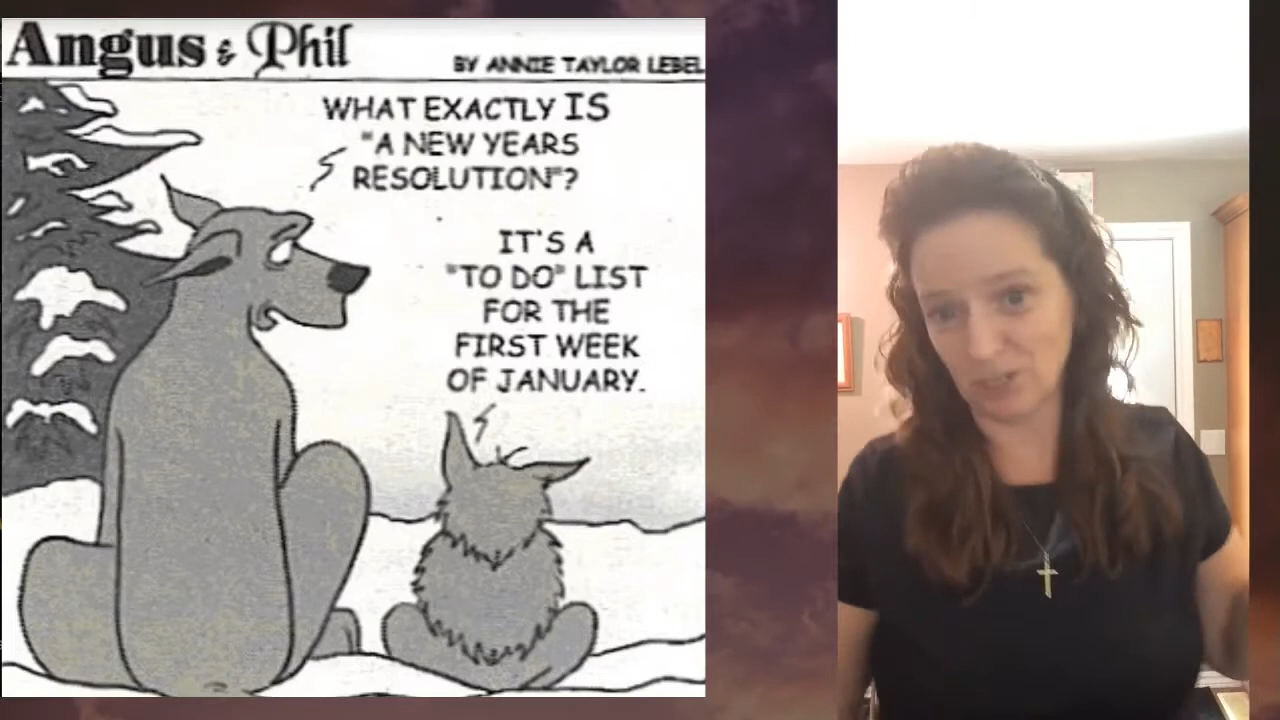 Angus & Phil
BY ANNIE TAYLOR LEBEL
WHAT EXACTLY IS
"A NEW YEARS
RESOLUTION"?
IT'S A
"TO DO" LIST
FOR THE
FIRST WEEK
OF JANUARY.